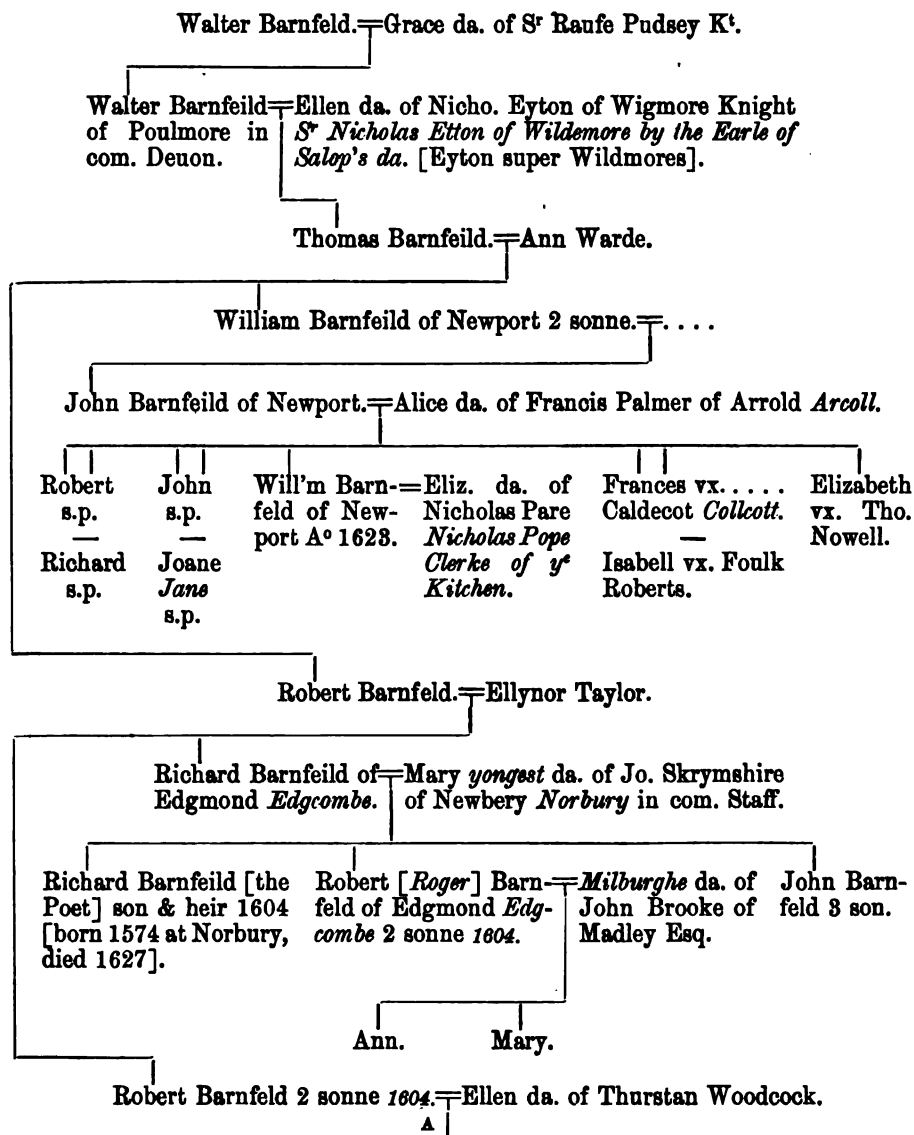 Walter Barnfeld.=Grace da. of Sʳ Raufe Pudsey Kᵗ.
Walter Barnfeild=Ellen da. of Nicho. Eyton of Wigmore Knight
of Poulmore in Sʳ Nicholas Etton of Wildemore by the Earle of
com. Deuon. Salop's da. [Eyton super Wildmores].
Thomas Barnfeild.=Ann Warde.
William Barnfeild of Newport 2 sonne.=. . . .
John Barnfeild of Newport.=Alice da. of Francis Palmer of Arrold Arcoll.
Robert
s.p.
—
Richard
s.p.
John
s.p.
—
Joane
Jane
s.p.
Will'm Barn-=Eliz. da. of
feld of New- Nicholas Pare
port Aº 1623. Nicholas Pope
Clerke of yᵉ
Kitchen.
Frances vx. . . . . .
Caldecot Collcott.
—
Isabell vx. Foulk
Roberts.
Elizabeth
vx. Tho.
Nowell.
Robert Barnfeld.=Ellynor Taylor.
Richard Barnfeild of=Mary yongest da. of Jo. Skrymshire
Edgmond Edgcombe. of Newbery Norbury in com. Staff.
Richard Barnfeild [the
Poet] son & heir 1604
[born 1574 at Norbury,
died 1627].
Robert [Roger] Barn-=Milburghe da. of
feld of Edgmond Edg- John Brooke of
combe 2 sonne 1604. Madley Esq.
John Barn-
feld 3 son.
Ann. Mary.
Robert Barnfeld 2 sonne 1604.=Ellen da. of Thurstan Woodcock.
A